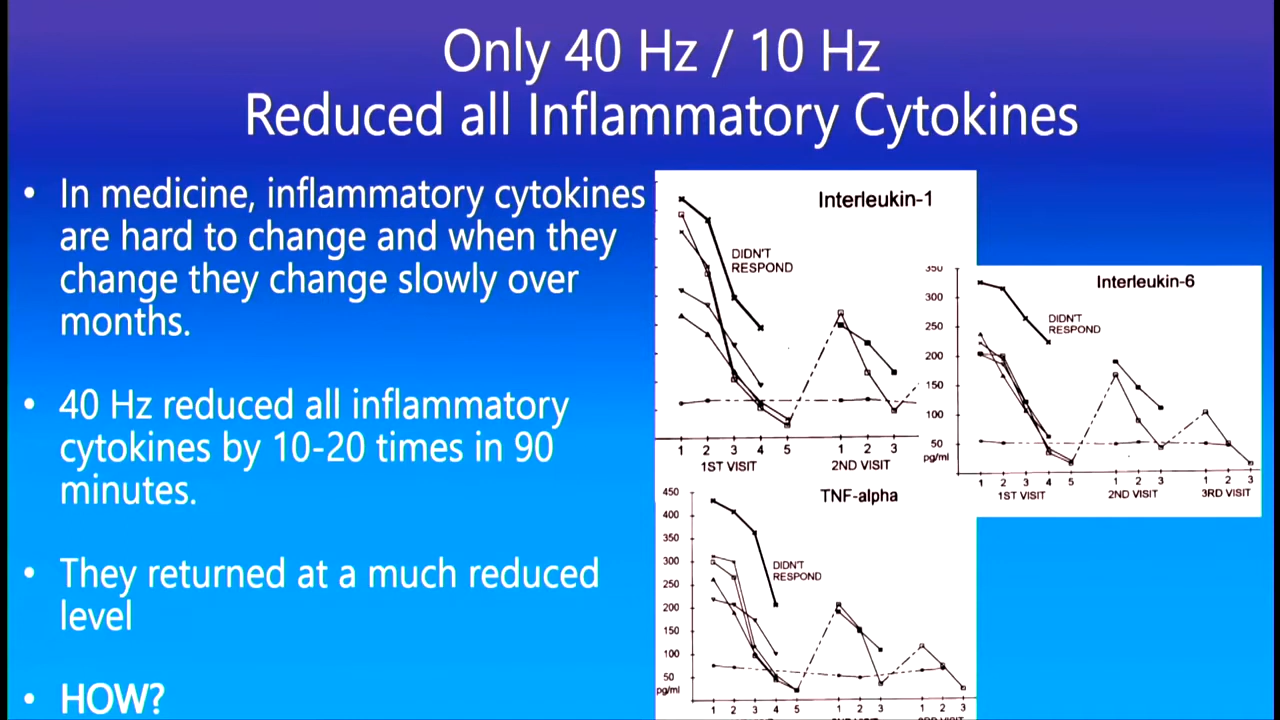 Only 40 Hz / 10 Hz
Reduced all Inflammatory Cytokines
• In medicine, inflammatory cytokines
are hard to change and when they
change they change slowly over
months.
• 40 Hz reduced all inflammatory
cytokines by 10-20 times in 90
minutes.
• They returned at a much reduced
level
• HOW?
Interleukin-1
DIDN'T
RESPOND
1 2 3 4 5 1 2 3
1ST VISIT 2ND VISIT
Interleukin-6
350
300
250
200
150
100
50
pg/ml
DIDN'T
RESPOND
1 2 3 4 5 1 2 3 1 2 3
1ST VISIT 2ND VISIT 3RD VISIT
TNF-alpha
450
400
350
300
250
200
150
100
50
pg/ml
DIDN'T
RESPOND
1 2 3 4 5 1 2 3 1 2 3